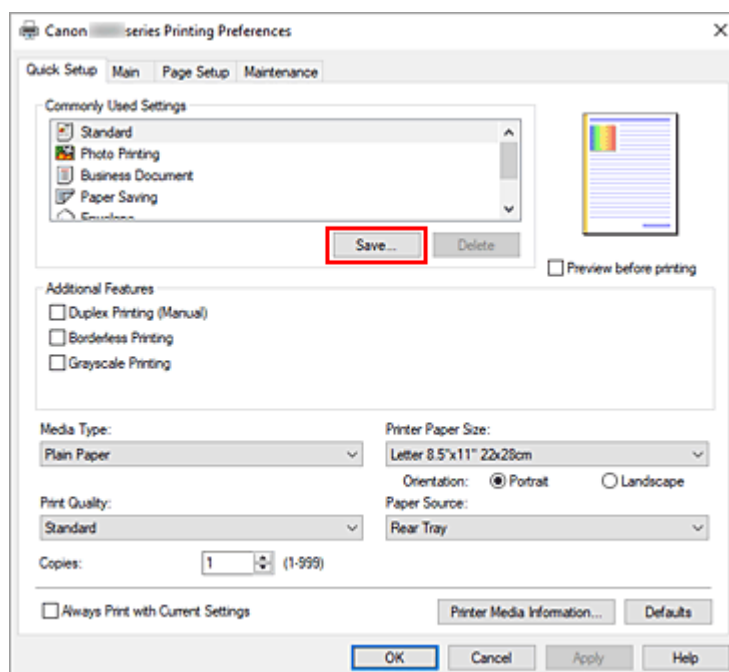 Canon series Printing Preferences
Quick Setup Main Page Setup Maintenance
Commonly Used Settings
Standard
Photo Printing
Business Document
Paper Saving
Save... Delete
Preview before printing
Additional Features
Duplex Printing (Manual)
Borderless Printing
Grayscale Printing
Media Type: Printer Paper Size:
Plain Paper Letter 8.5"x11" 22x28cm
Orientation: Portrait Landscape
Print Quality: Paper Source:
Standard Rear Tray
Copies: 1 (1-999)
Always Print with Current Settings Printer Media Information... Defaults
OK Cancel Apply Help